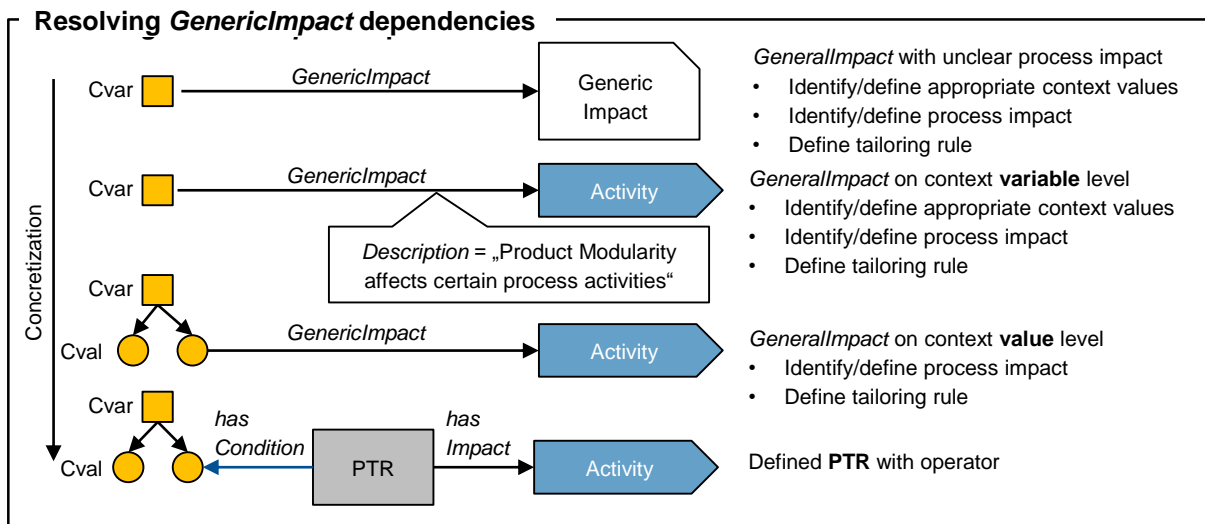 Resolving GenericImpact dependencies
Concretization
Cvar
GenericImpact
Generic
Impact
GeneralImpact with unclear process impact
• Identify/define appropriate context values
• Identify/define process impact
• Define tailoring rule
Cvar
GenericImpact
Activity
GeneralImpact on context variable level
• Identify/define appropriate context values
• Identify/define process impact
• Define tailoring rule
Description = „Product Modularity
affects certain process activities“
Cvar
Cval
GenericImpact
Activity
GeneralImpact on context value level
• Identify/define process impact
• Define tailoring rule
Cvar
Cval
has
Condition
PTR
has
Impact
Activity
Defined PTR with operator